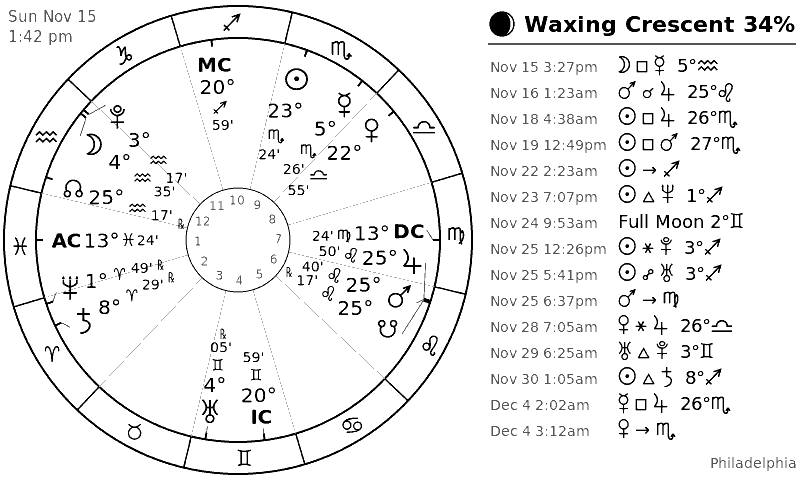 Sun Nov 15
1:42 pm
♐
♑
♏
♒
♎
♓
♍
♈
♌
♉
♋
♊
MC
20°
♐
59'
☉
23°
♏
24'
☿
5°
♏
26'
♀
22°
♎
55'
♇
3°
♒
17'
☽
4°
♒
35'
☊ 25° ♒ 17' ℞
AC 13° ♓ 24'
♆ 1° ♈ 49' ℞
♄ 8° ♈ 29' ℞
24' ♍ 13° DC
50' ♌ 25° ♃
40' ♌ 25° ♂
℞ 17' ♌ 25° ☋
℞
05'
♊
4°
♅
59'
♊
20°
IC
1
2
3
4
5
6
7
8
9
10
11
12
Waxing Crescent 34%
Nov 15 3:27pm ☽ □ ☿ 5°♒
Nov 16 1:23am ♂ ☌ ♃ 25°♌
Nov 18 4:38am ☉ □ ♃ 26°♏
Nov 19 12:49pm ☉ □ ♂ 27°♏
Nov 22 2:23am ☉ → ♐
Nov 23 7:07pm ☉ △ ♆ 1°♐
Nov 24 9:53am Full Moon 2°♊
Nov 25 12:26pm ☉ ⚹ ♇ 3°♐
Nov 25 5:41pm ☉ ☍ ♅ 3°♐
Nov 25 6:37pm ♂ → ♍
Nov 28 7:05am ♀ ⚹ ♃ 26°♎
Nov 29 6:25am ♅ △ ♇ 3°♊
Nov 30 1:05am ☉ △ ♄ 8°♐
Dec 4 2:02am ☿ □ ♃ 26°♏
Dec 4 3:12am ♀ → ♏
Philadelphia